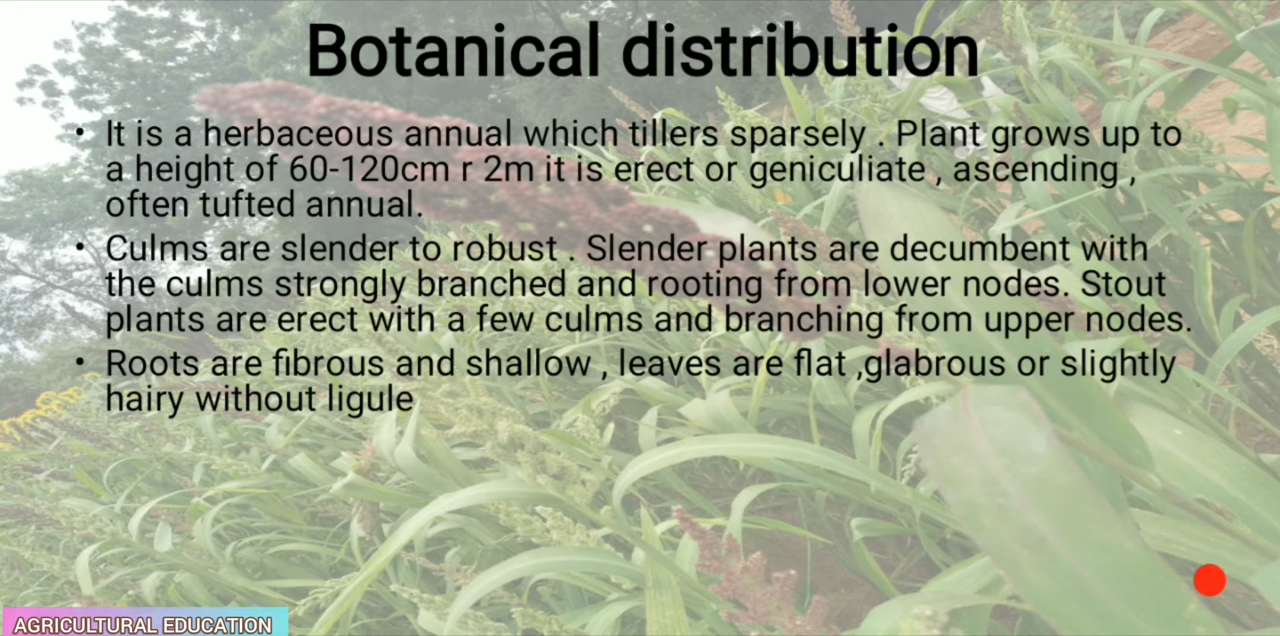 Botanical distribution
• It is a herbaceous annual which tillers sparsely . Plant grows up to
a height of 60-120cm r 2m it is erect or geniculiate , ascending ,
often tufted annual.
• Culms are slender to robust . Slender plants are decumbent with
the culms strongly branched and rooting from lower nodes. Stout
plants are erect with a few culms and branching from upper nodes.
• Roots are fibrous and shallow , leaves are flat ,glabrous or slightly
hairy without ligule
AGRICULTURAL EDUCATION